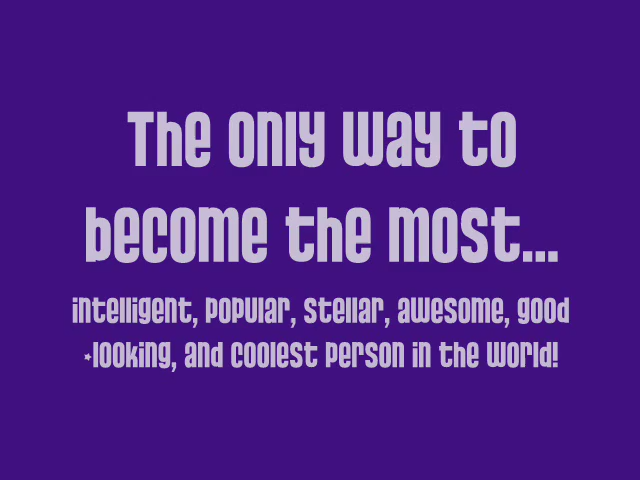 The only way to
become the most...
intelligent, popular, stellar, awesome, good
*looking, and coolest person in the world!